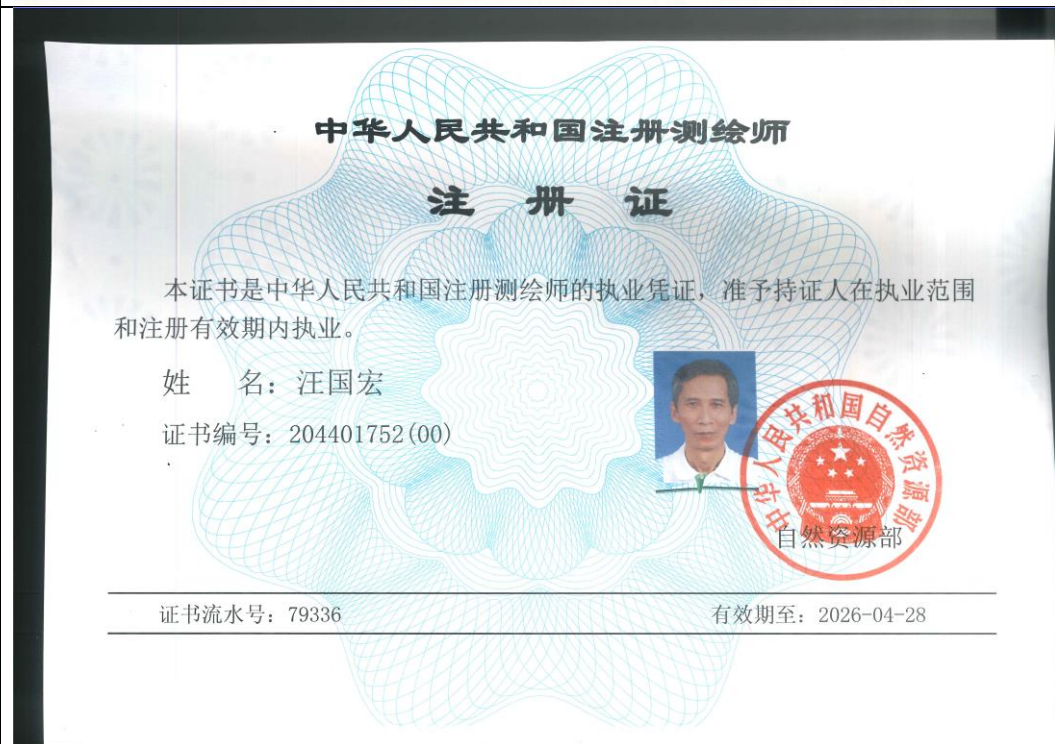 中华人民共和国注册测绘师
注 册 证
本证书是中华人民共和国注册测绘师的执业凭证，准予持证人在执业范围
和注册有效期内执业。
姓 名：汪国宏
证书编号：204401752(00)
中华人民共和国自然资源部
自然资源部
证书流水号：79336
有效期至：2026-04-28